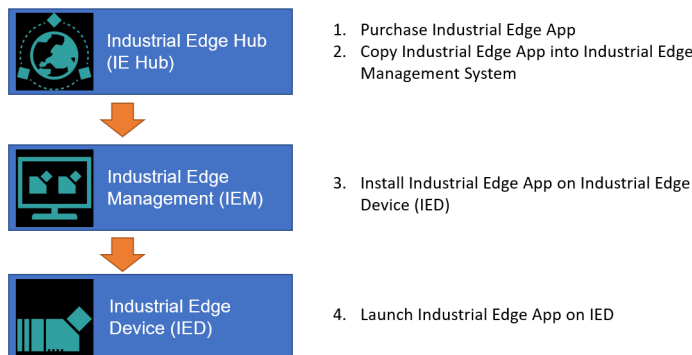 Industrial Edge Hub
(IE Hub)
1. Purchase Industrial Edge App
2. Copy Industrial Edge App into Industrial Edge
Management System
Industrial Edge
Management (IEM)
3. Install Industrial Edge App on Industrial Edge
Device (IED)
Industrial Edge
Device (IED)
4. Launch Industrial Edge App on IED